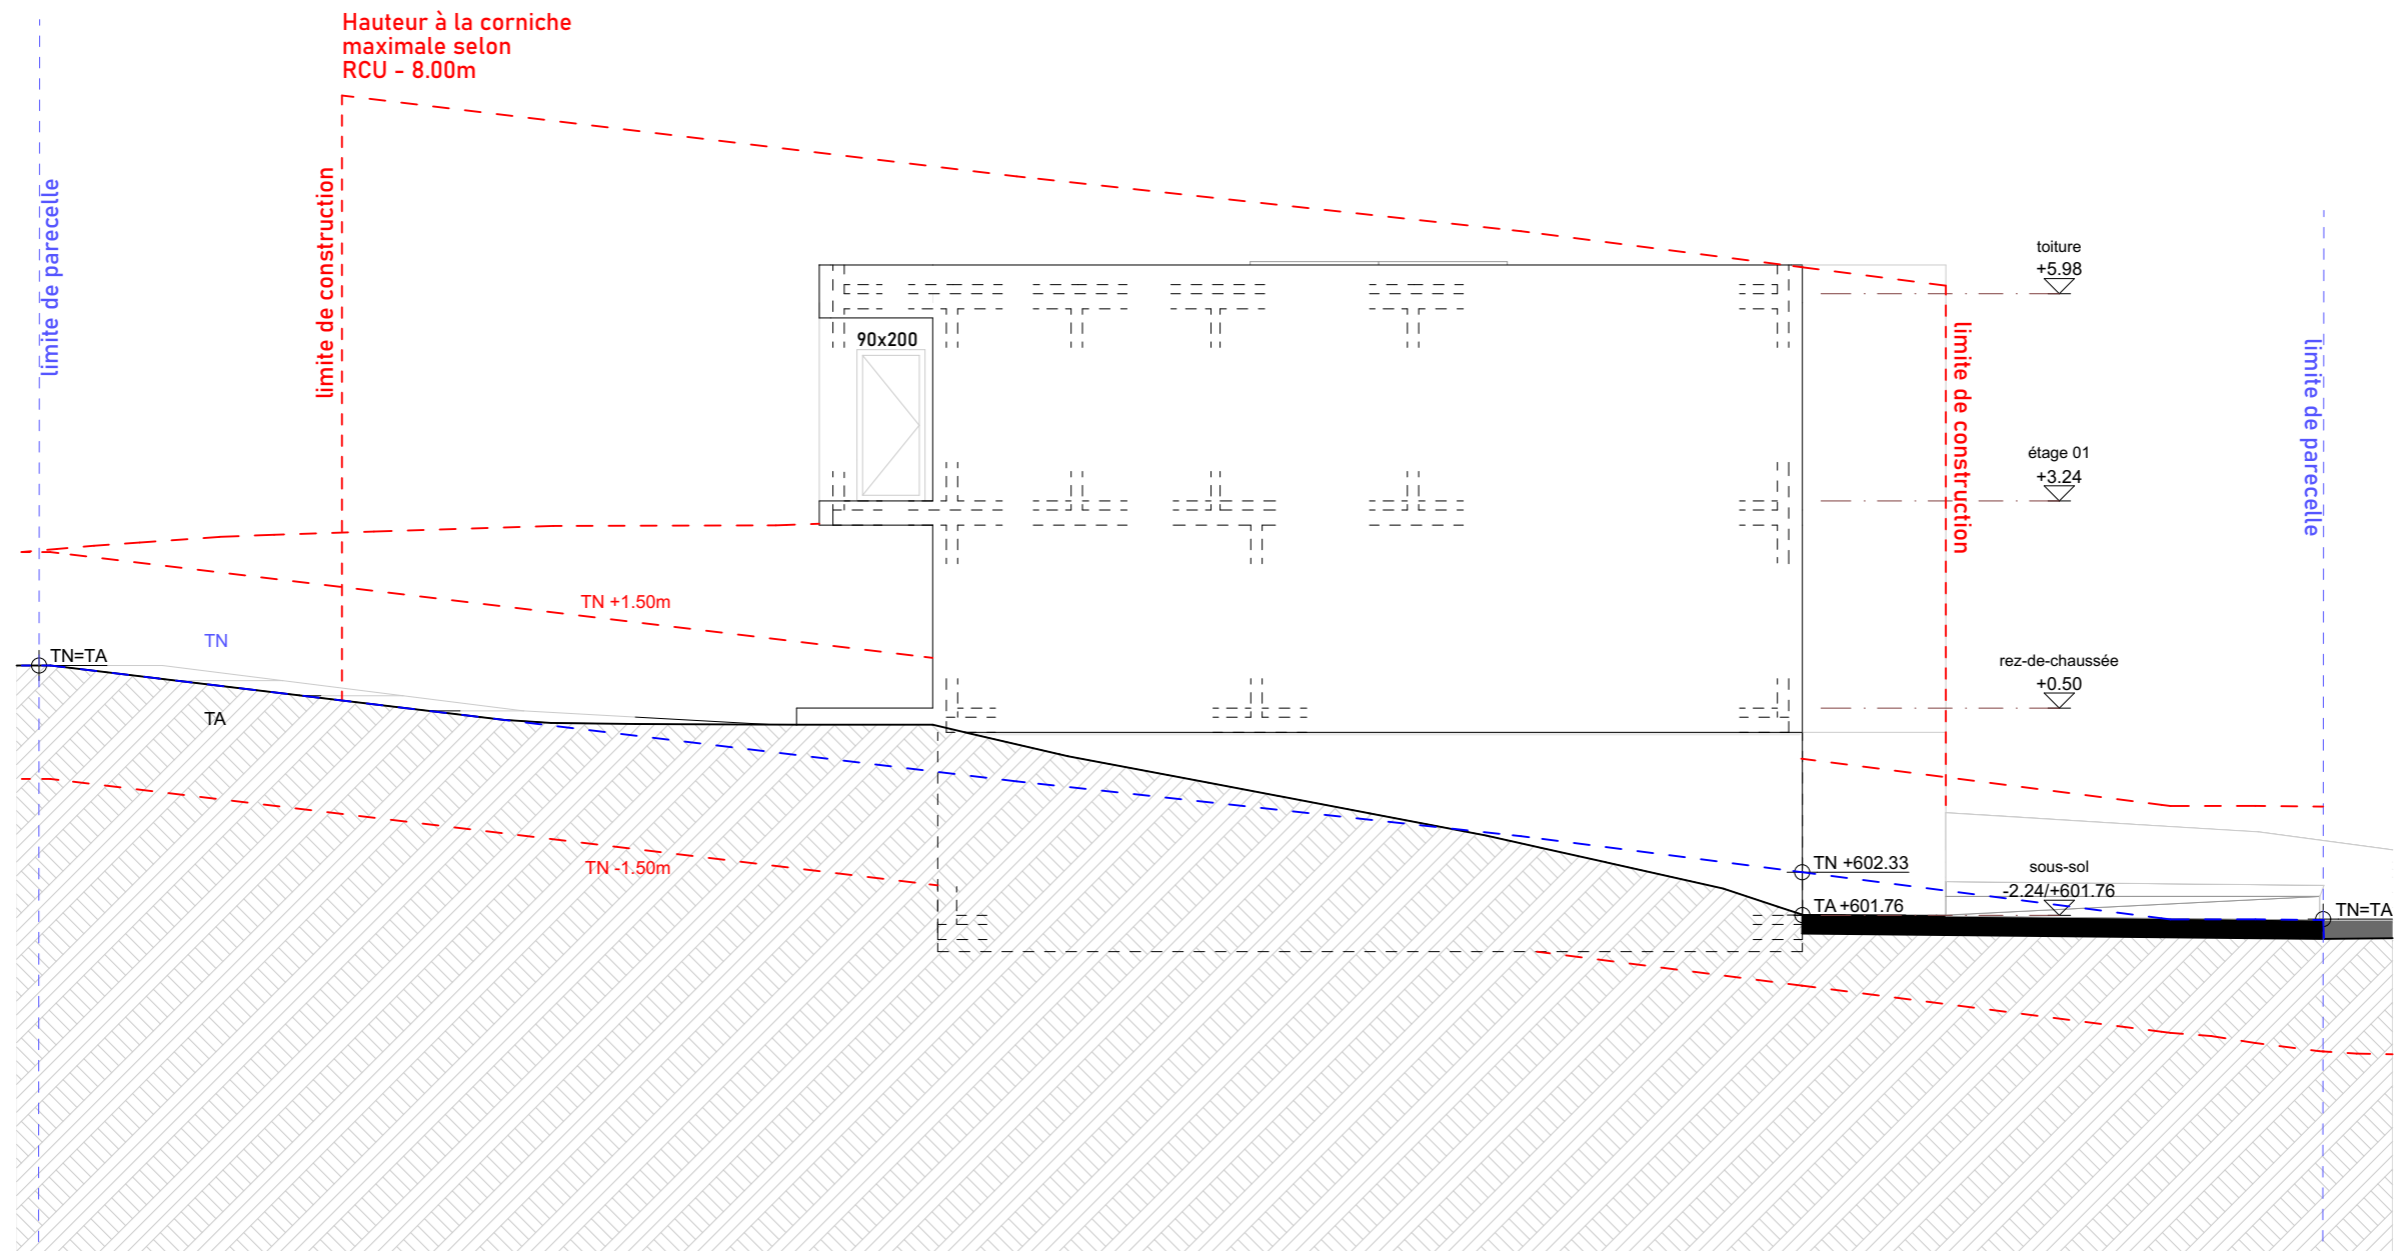 Hauteur à la corniche
maximale selon
RCU - 8.00m
limite de parecelle
limite de construction
toiture
+5.98
90x200
limite de construction
limite de parecelle
étage 01
+3.24
TN +1.50m
TN
TN=TA
rez-de-chaussée
+0.50
TA
TN -1.50m
TN +602.33
sous-sol
-2.24/+601.76
TA +601.76
TN=TA